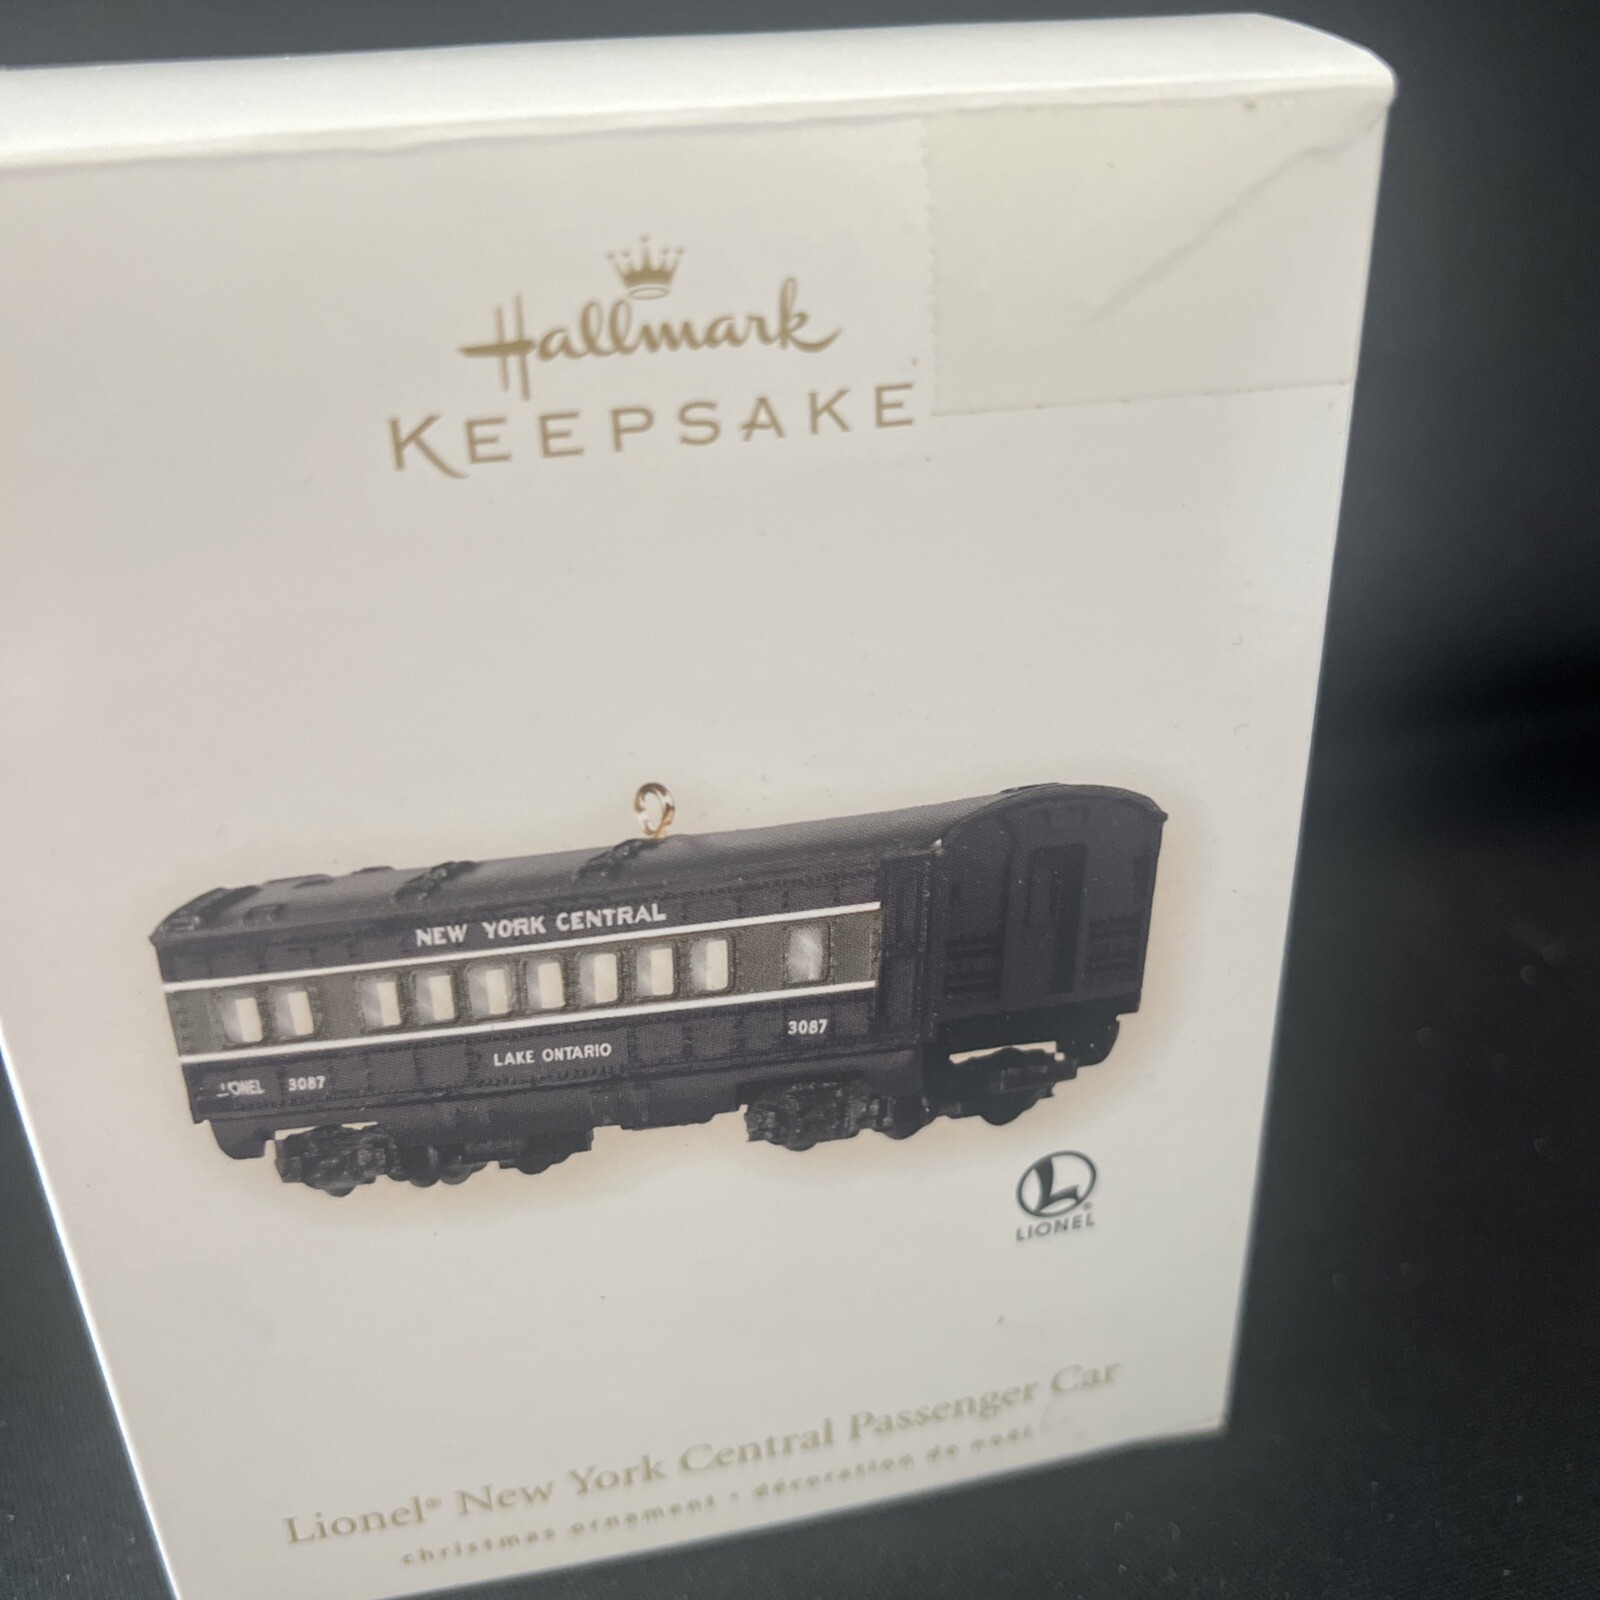 Hallmark
KEEPSAKE
NEW YORK CENTRAL
3087
LAKE ONTARIO
LIONEL 3087
L
LIONEL
Lionel® New York Central Passenger Car
christmas ornament • décoration de noël